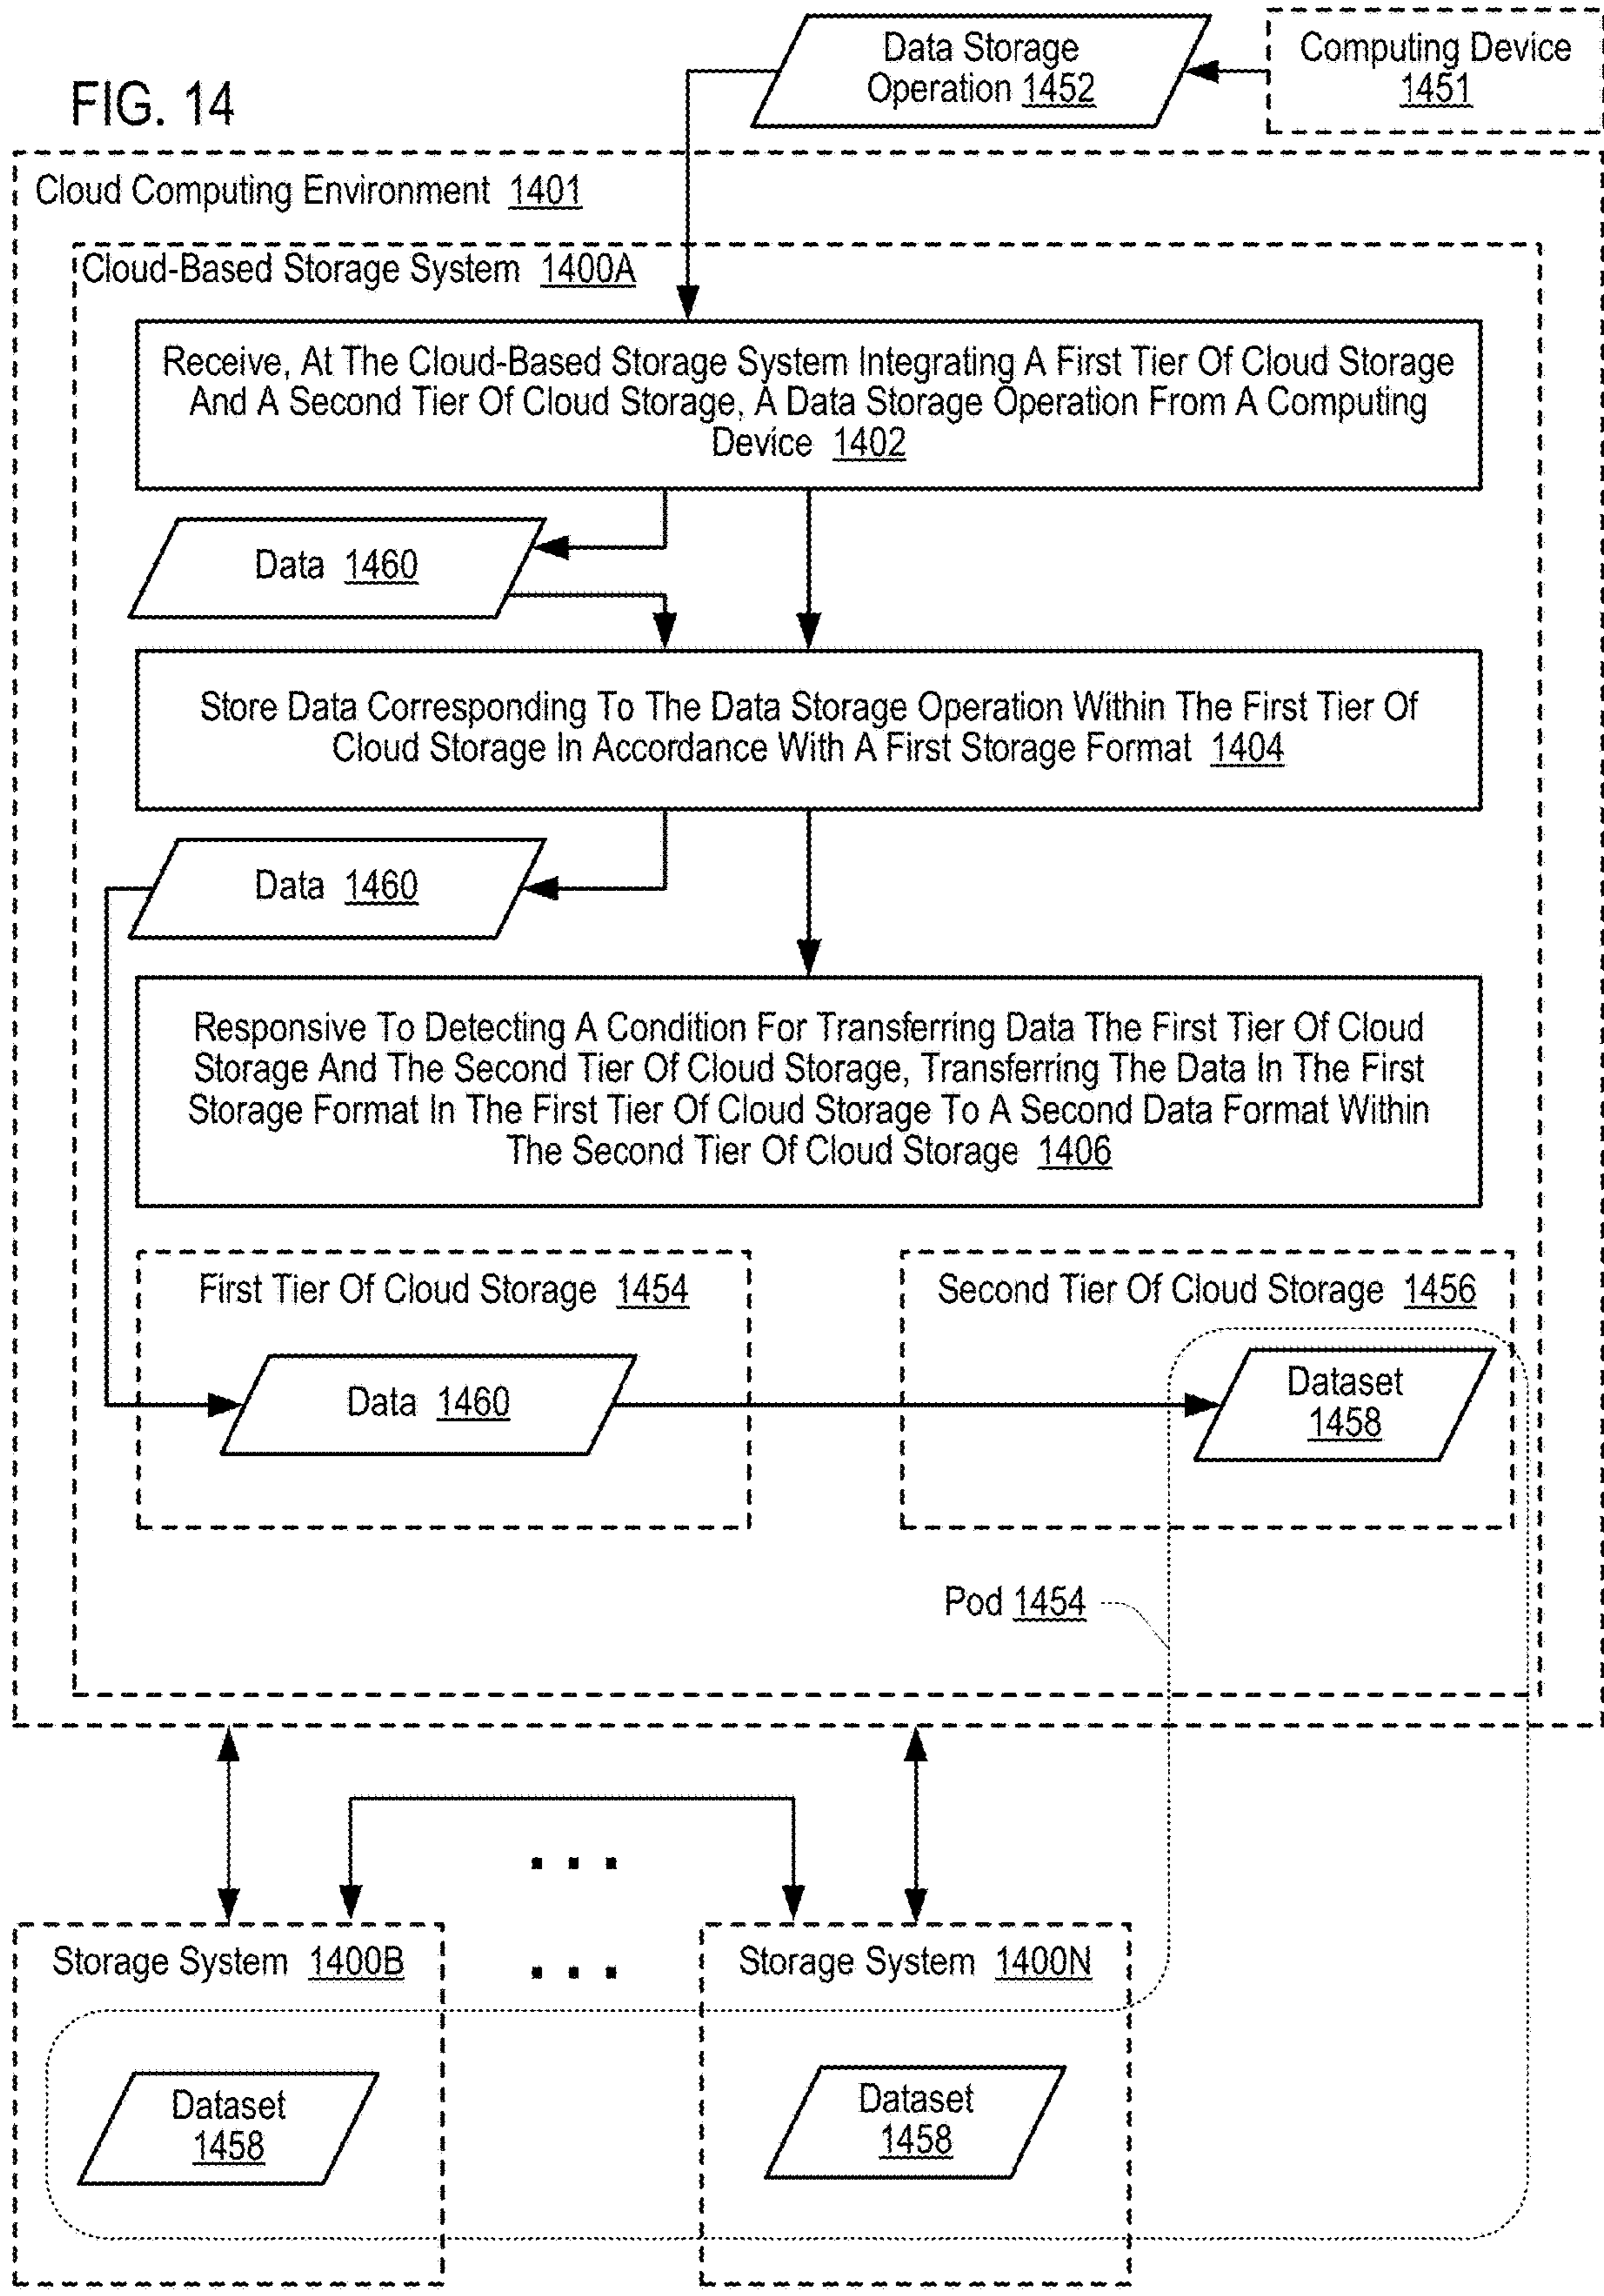 Data Storage
Operation 1452
Computing Device
1451
FIG. 14
Cloud Computing Environment 1401
Cloud-Based Storage System 1400A
Receive, At The Cloud-Based Storage System Integrating A First Tier Of Cloud Storage
And A Second Tier Of Cloud Storage, A Data Storage Operation From A Computing
Device 1402
Data 1460
Store Data Corresponding To The Data Storage Operation Within The First Tier Of
Cloud Storage In Accordance With A First Storage Format 1404
Data 1460
Responsive To Detecting A Condition For Transferring Data The First Tier Of Cloud
Storage And The Second Tier Of Cloud Storage, Transferring The Data In The First
Storage Format In The First Tier Of Cloud Storage To A Second Data Format Within
The Second Tier Of Cloud Storage 1406
First Tier Of Cloud Storage 1454
Second Tier Of Cloud Storage 1456
Data 1460
Dataset
1458
Pod 1454
. . .
Storage System 1400B
. . .
Storage System 1400N
Dataset
1458
Dataset
1458